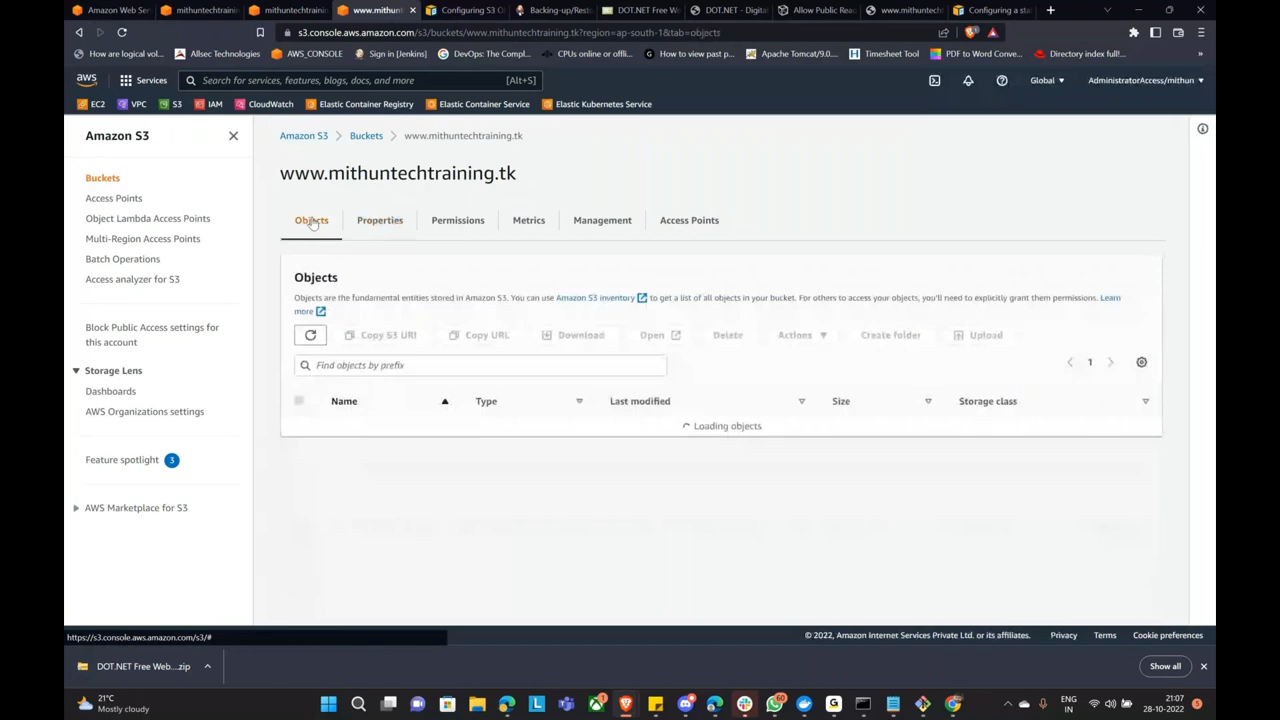 Amazon Web Ser
mithuntechtrainin
mithuntechtrainin
www.mithunt
Configuring S3 O
Backing-up/Resto
DOT.NET Free We
DOT.NET - Digita
Allow Public Rea
www.mithuntech
Configuring a sta
s3.console.aws.amazon.com/s3/buckets/www.mithuntechtraining.tk?region=ap-south-1&tab=objects
How are logical vol...
Allsec Technologies
AWS_CONSOLE
Sign in [Jenkins]
DevOps: The Compl...
CPUs online or offlin...
How to view past p...
Apache Tomcat/9.0....
Timesheet Tool
PDF to Word Conve...
Directory index full!...
aws
Services
Search for services, features, blogs, docs, and more
[Alt+S]
Global
AdministratorAccess/mithun
EC2
VPC
S3
IAM
CloudWatch
Elastic Container Registry
Elastic Container Service
Elastic Kubernetes Service
Amazon S3
Buckets
Access Points
Object Lambda Access Points
Multi-Region Access Points
Batch Operations
Access analyzer for S3
Block Public Access settings for
this account
Storage Lens
Dashboards
AWS Organizations settings
Feature spotlight 3
AWS Marketplace for S3
Amazon S3 > Buckets > www.mithuntechtraining.tk
www.mithuntechtraining.tk
Objects
Properties
Permissions
Metrics
Management
Access Points
Objects
Objects are the fundamental entities stored in Amazon S3. You can use Amazon S3 inventory to get a list of all objects in your bucket. For others to access your objects, you'll need to explicitly grant them permissions. Learn
more
Copy S3 URI
Copy URL
Download
Open
Delete
Actions
Create folder
Upload
Find objects by prefix
1
Name
Type
Last modified
Size
Storage class
Loading objects
https://s3.console.aws.amazon.com/s3/#
© 2022, Amazon Internet Services Private Ltd. or its affiliates.
Privacy
Terms
Cookie preferences
DOT.NET Free Web....zip
Show all
21°C
Mostly cloudy
60
ENG
IN
21:07
28-10-2022